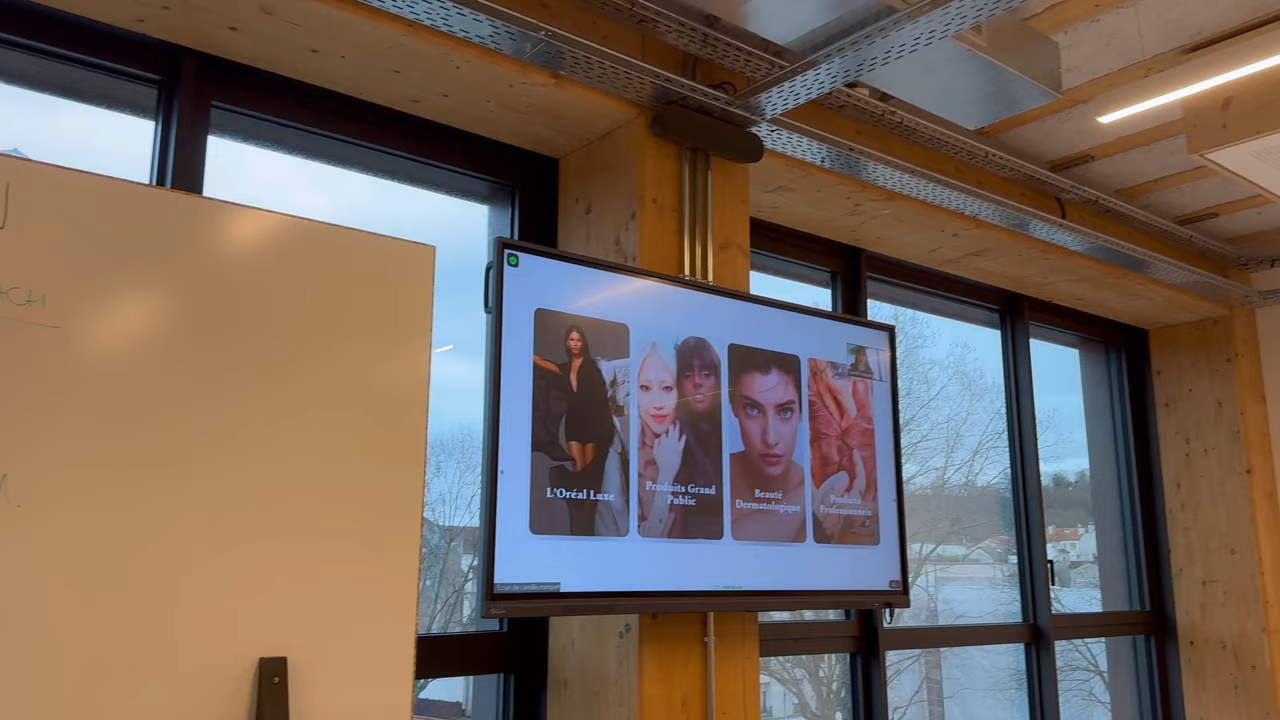 L'Oréal Luxe
Produits Grand
Public
Beauté
Dermatologique
Produits
Professionnels